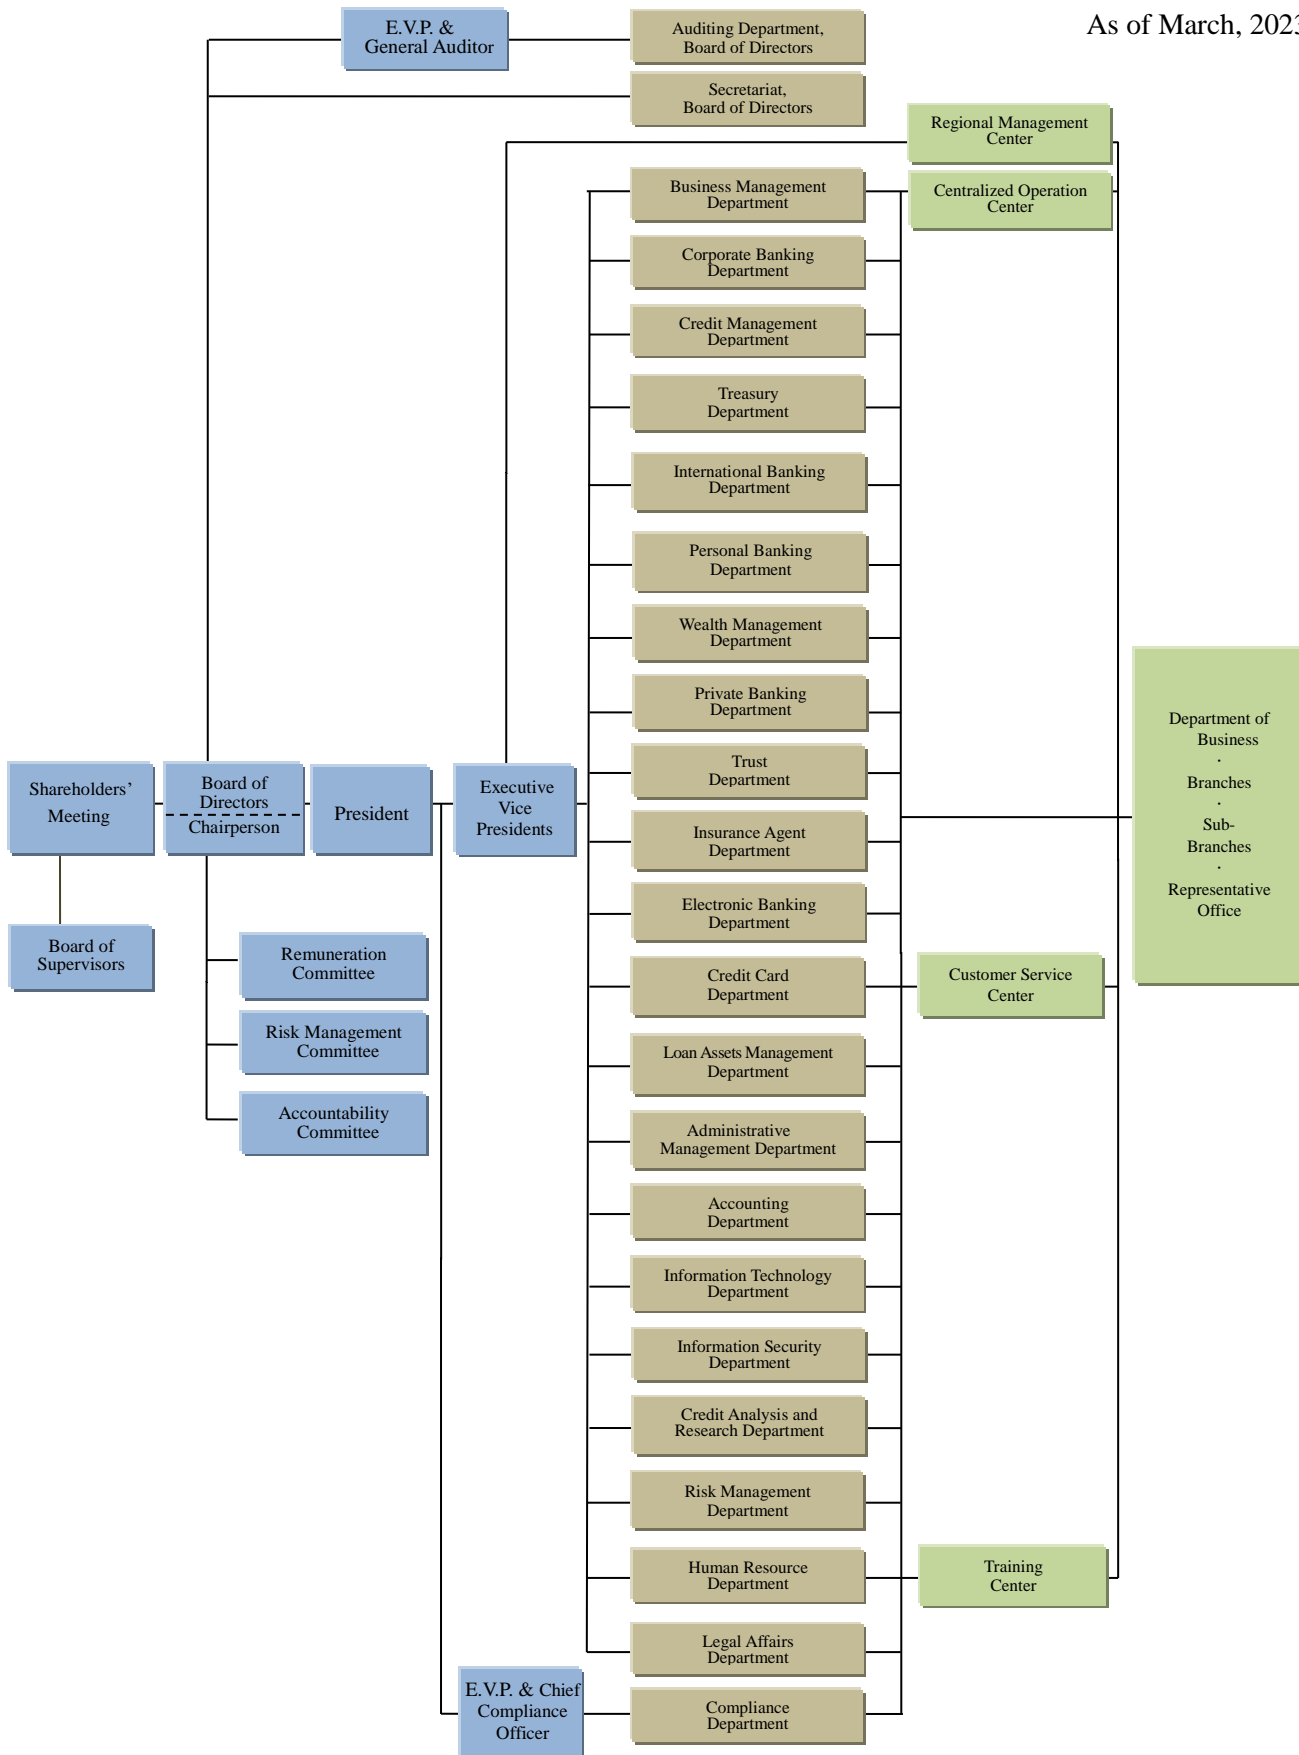 As of March, 2023
E.V.P. &
General Auditor
Auditing Department,
Board of Directors
Secretariat,
Board of Directors
Regional Management
Center
Business Management
Department
Centralized Operation
Center
Corporate Banking
Department
Credit Management
Department
Treasury
Department
International Banking
Department
Personal Banking
Department
Wealth Management
Department
Private Banking
Department
Trust
Department
Insurance Agent
Department
Electronic Banking
Department
Credit Card
Department
Loan Assets Management
Department
Administrative
Management Department
Accounting
Department
Information Technology
Department
Information Security
Department
Credit Analysis and
Research Department
Risk Management
Department
Human Resource
Department
Legal Affairs
Department
Compliance
Department
Shareholders’
Meeting
Board of
Directors
Chairperson
President
Executive
Vice
Presidents
Board of
Supervisors
Remuneration
Committee
Risk Management
Committee
Accountability
Committee
E.V.P. & Chief
Compliance
Officer
Customer Service
Center
Training
Center
Department of
Business
·
Branches
·
Sub-
Branches
·
Representative
Office